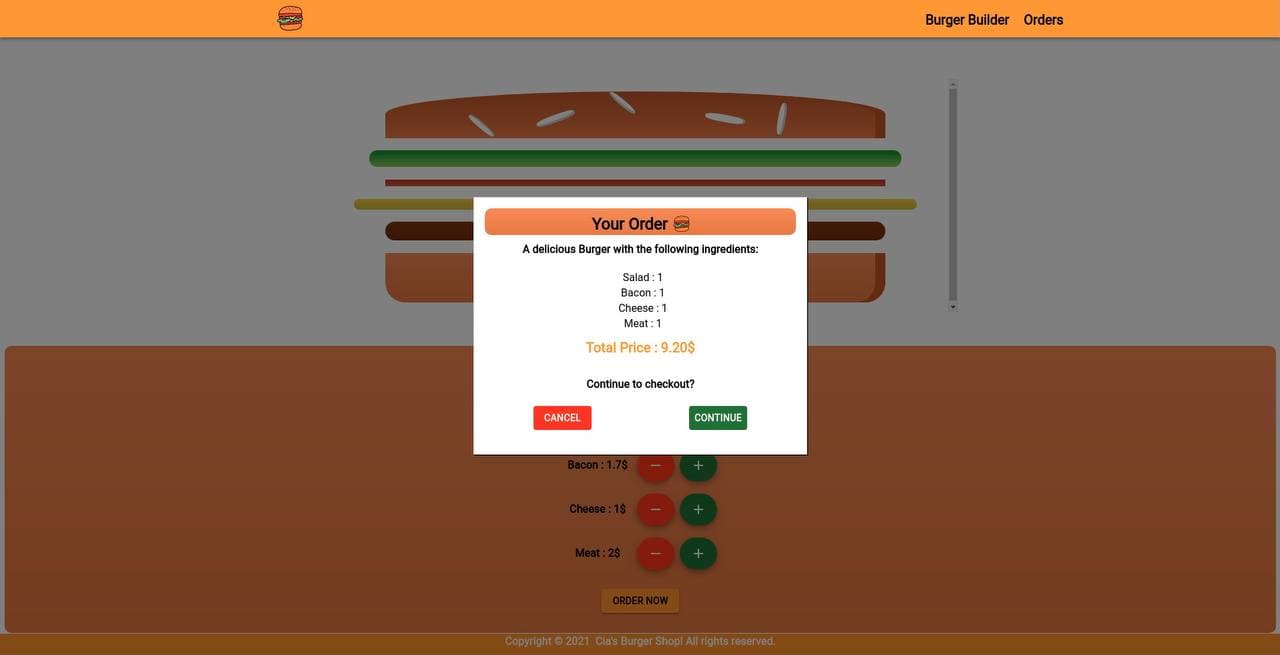 Burger Builder Orders
Your Order
A delicious Burger with the following ingredients:
Salad : 1
Bacon : 1
Cheese : 1
Meat : 1
Total Price : 9.20$
Continue to checkout?
CANCEL CONTINUE
Bacon : 1.7$
Cheese : 1$
Meat : 2$
ORDER NOW
Copyright © 2021 Cia's Burger Shop! All rights reserved.